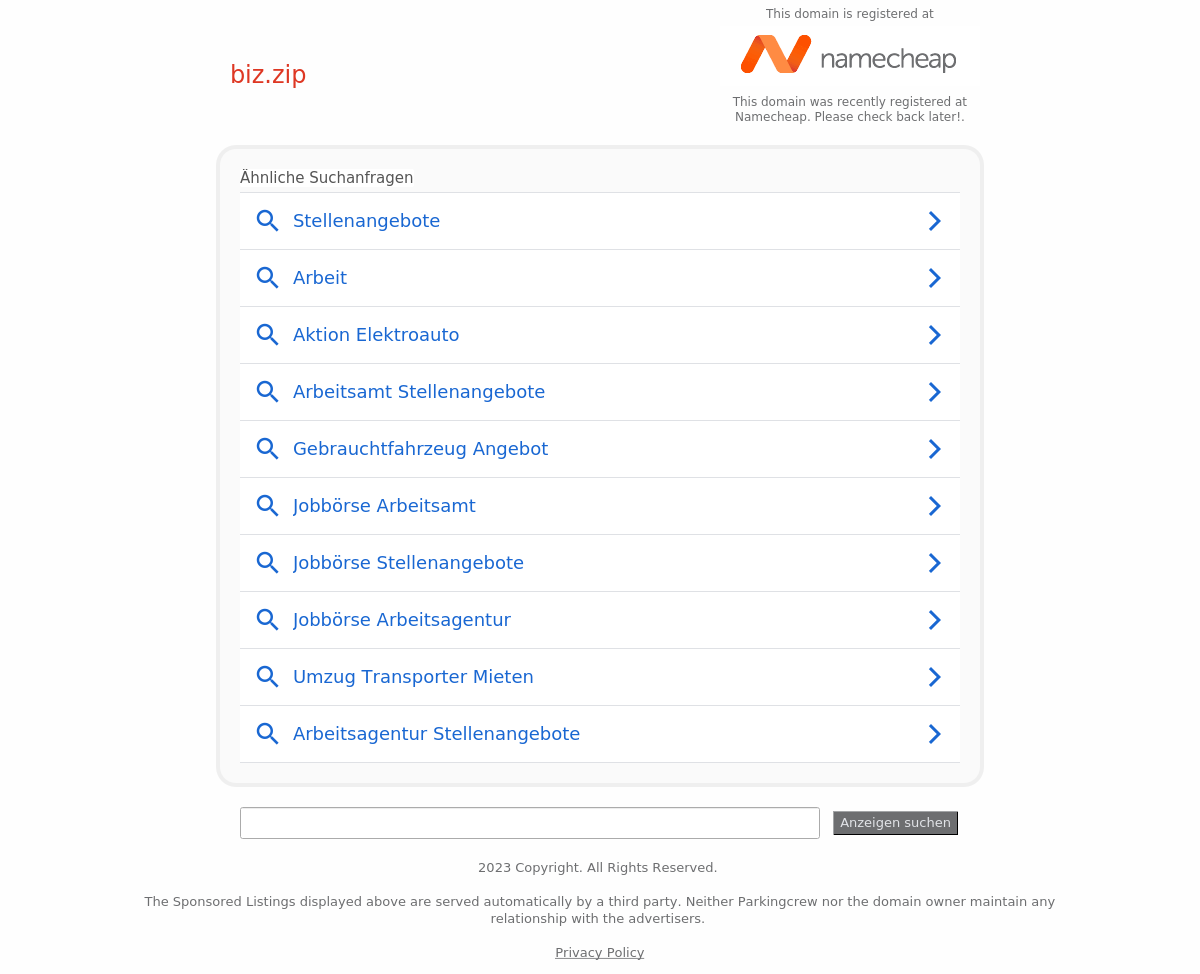 This domain is registered at
namecheap
biz.zip
This domain was recently registered at
Namecheap. Please check back later!.
Ähnliche Suchanfragen
Stellenangebote
Arbeit
Aktion Elektroauto
Arbeitsamt Stellenangebote
Gebrauchtfahrzeug Angebot
Jobbörse Arbeitsamt
Jobbörse Stellenangebote
Jobbörse Arbeitsagentur
Umzug Transporter Mieten
Arbeitsagentur Stellenangebote
Anzeigen suchen
2023 Copyright. All Rights Reserved.
The Sponsored Listings displayed above are served automatically by a third party. Neither Parkingcrew nor the domain owner maintain any
relationship with the advertisers.
Privacy Policy